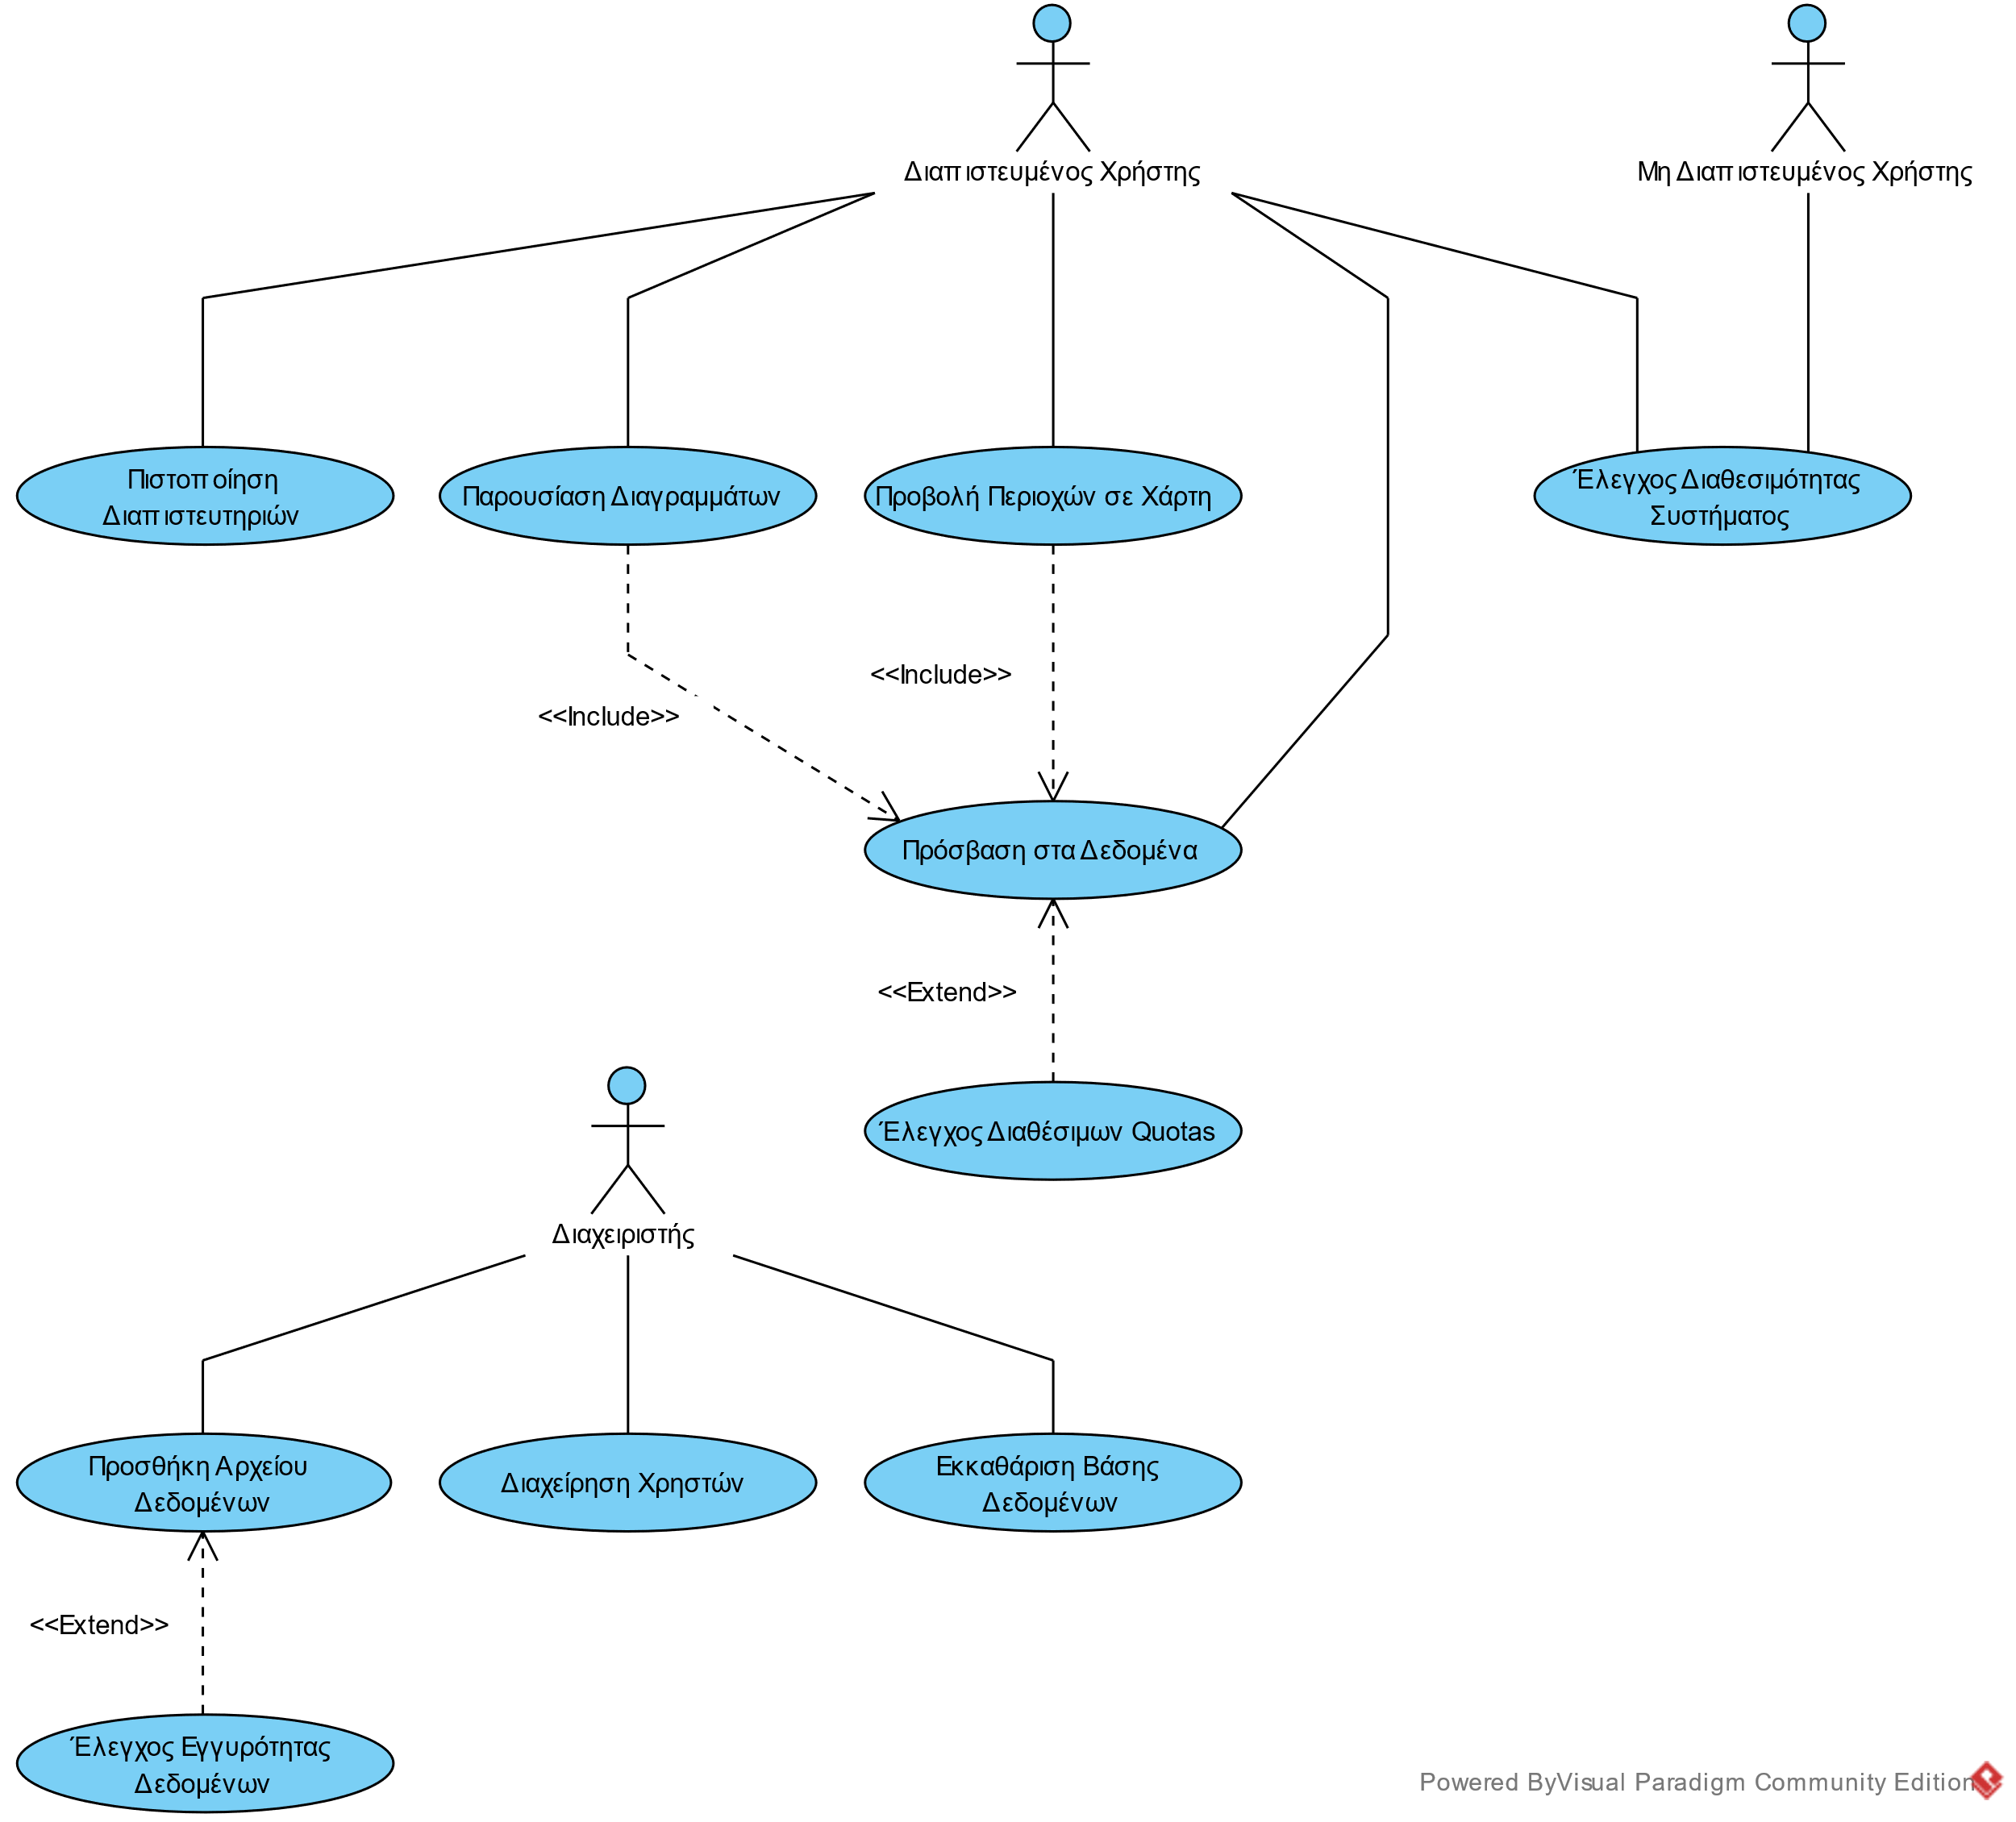 Διαπιστευμένος Χρήστης
Μη Διαπιστευμένος Χρήστης
Πιστοποίηση
Διαπιστευτηριών
Παρουσίαση Διαγραμμάτων
Προβολή Περιοχών σε Χάρτη
Έλεγχος Διαθεσιμότητας
Συστήματος
<<Include>>
<<Include>>
Πρόσβαση στα Δεδομένα
<<Extend>>
Έλεγχος Διαθέσιμων Quotas
Διαχειριστής
Προσθήκη Αρχείου
Δεδομένων
Διαχείρηση Χρηστών
Εκκαθάριση Βάσης
Δεδομένων
<<Extend>>
Έλεγχος Εγγυρότητας
Δεδομένων
Powered ByVisual Paradigm Community Edition